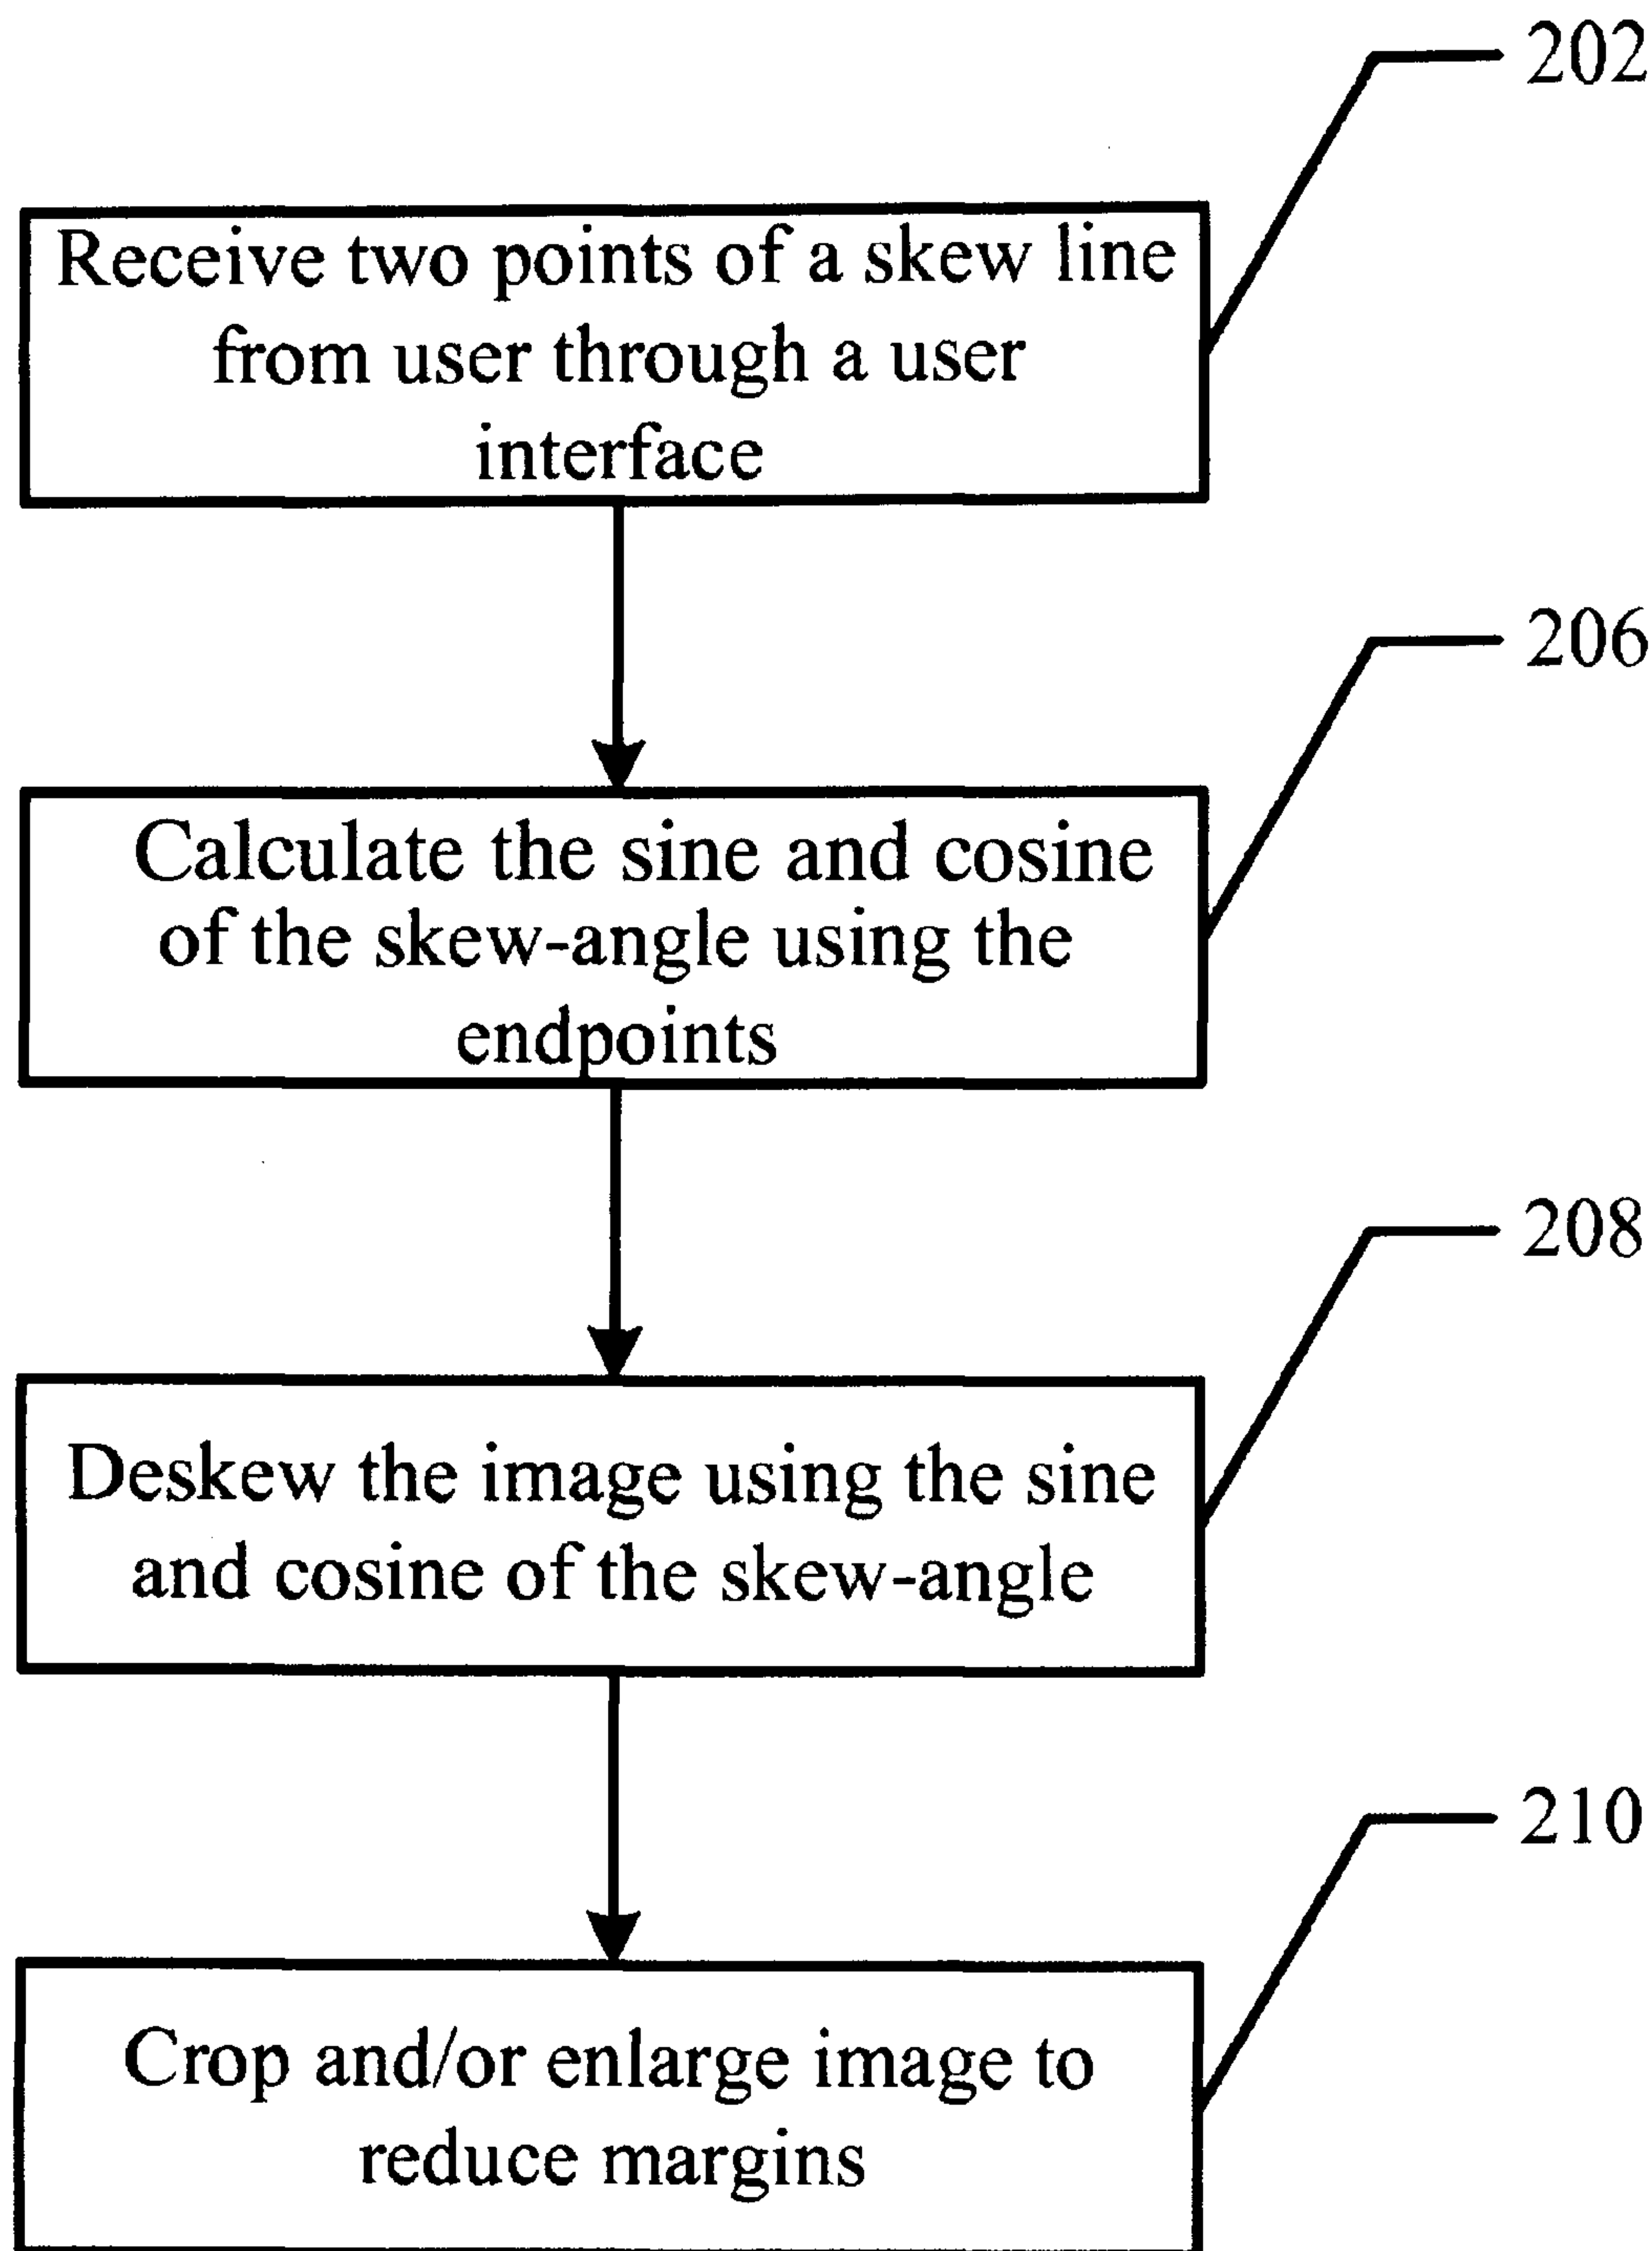 202
Receive two points of a skew line
from user through a user
interface
206
Calculate the sine and cosine
of the skew-angle using the
endpoints
208
Deskew the image using the sine
and cosine of the skew-angle
210
Crop and/or enlarge image to
reduce margins